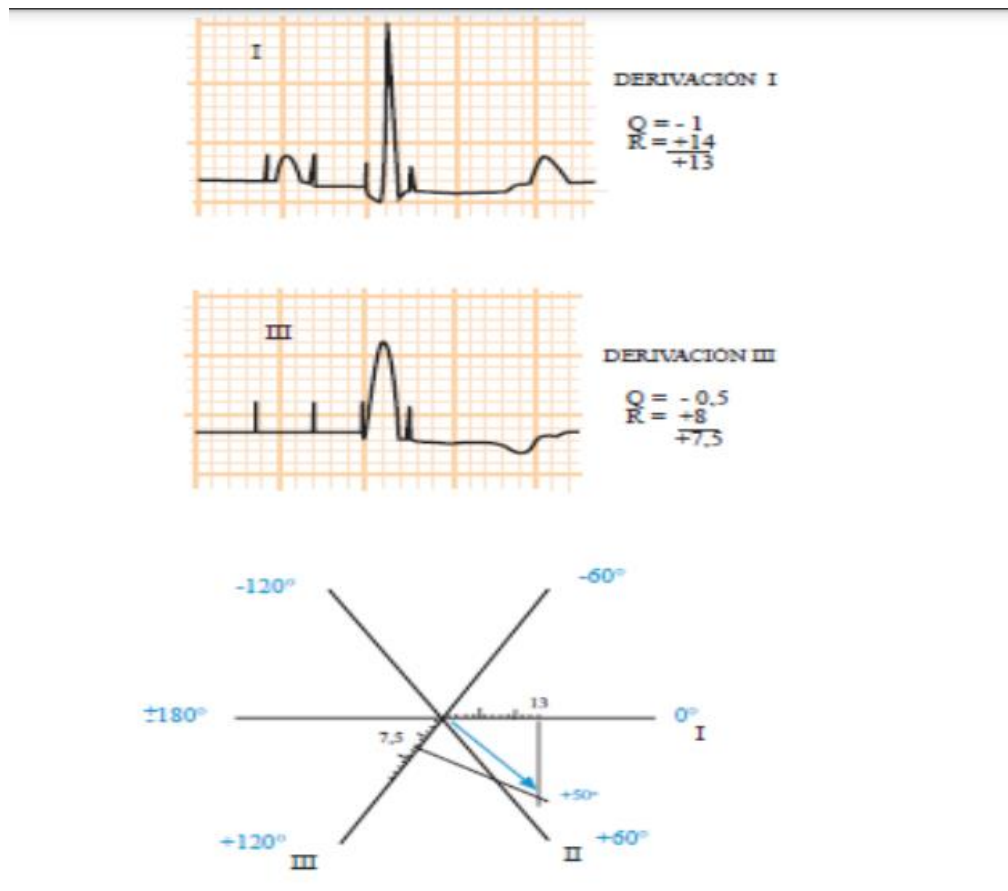 I
DERIVACIÓN I
Q = - 1
R = +14
+13
III
DERIVACIÓN III
Q = - 0,5
R = +8
+7,5
-120° -60°
±180° 13 0°
I
7,5
+50°
+120° +60°
III II